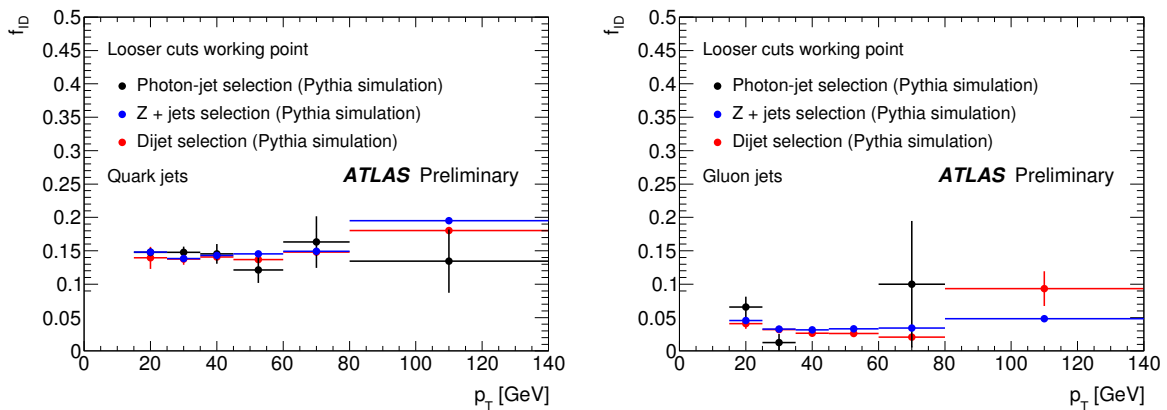 f_ID
0.5
0.45
0.4
0.35
0.3
0.25
0.2
0.15
0.1
0.05
0
Looser cuts working point
Photon-jet selection (Pythia simulation)
Z + jets selection (Pythia simulation)
Dijet selection (Pythia simulation)
Quark jets
ATLAS Preliminary
0 20 40 60 80 100 120 140
p_T [GeV]
f_ID
0.5
0.45
0.4
0.35
0.3
0.25
0.2
0.15
0.1
0.05
0
Looser cuts working point
Photon-jet selection (Pythia simulation)
Z + jets selection (Pythia simulation)
Dijet selection (Pythia simulation)
Gluon jets
ATLAS Preliminary
0 20 40 60 80 100 120 140
p_T [GeV]